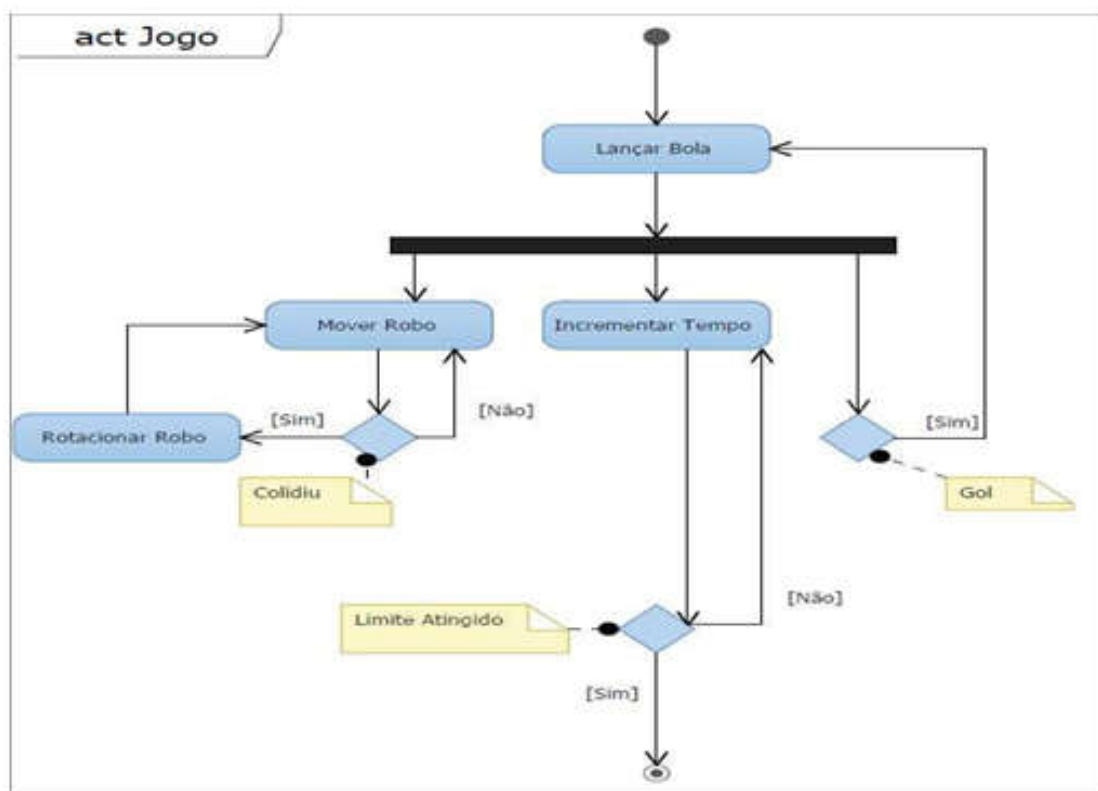 act Jogo
Lançar Bola
Mover Robo
Incrementar Tempo
[Sim]
[Não]
[Sim]
Rotacionar Robo
Colidiu
Gol
[Não]
Limite Atingido
[Sim]